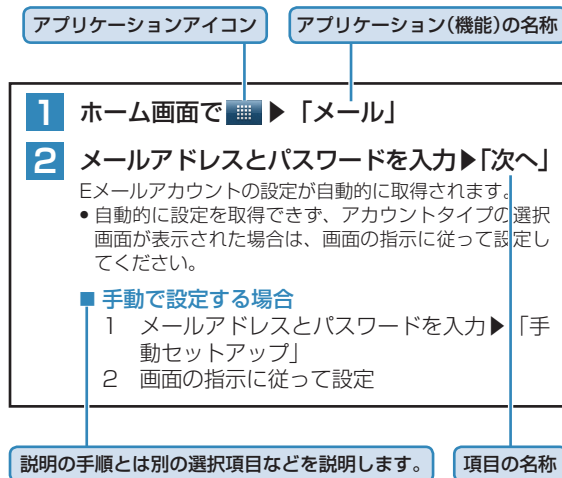 アプリケーションアイコン
アプリケーション(機能)の名称
1 ホーム画面で ▶「メール」
2 メールアドレスとパスワードを入力▶「次へ」
Eメールアカウントの設定が自動的に取得されます。
● 自動的に設定を取得できず、アカウントタイプの選択
画面が表示された場合は、画面の指示に従って設定し
てください。
■ 手動で設定する場合
1 メールアドレスとパスワードを入力▶「手
動セットアップ」
2 画面の指示に従って設定
説明の手順とは別の選択項目などを説明します。
項目の名称